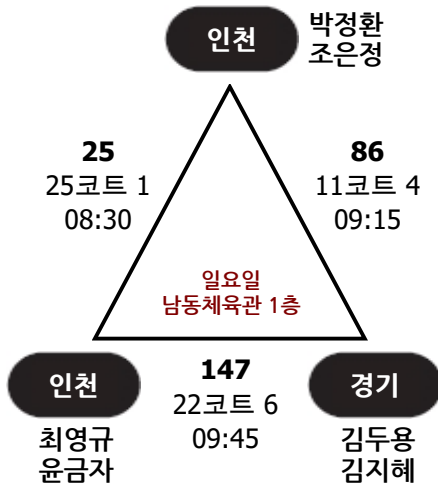 인천
박정환
조은정
25
25코트 1
08:30
86
11코트 4
09:15
일요일
남동체육관 1층
인천
최영규
윤금자
147
22코트 6
09:45
경기
김두용
김지혜